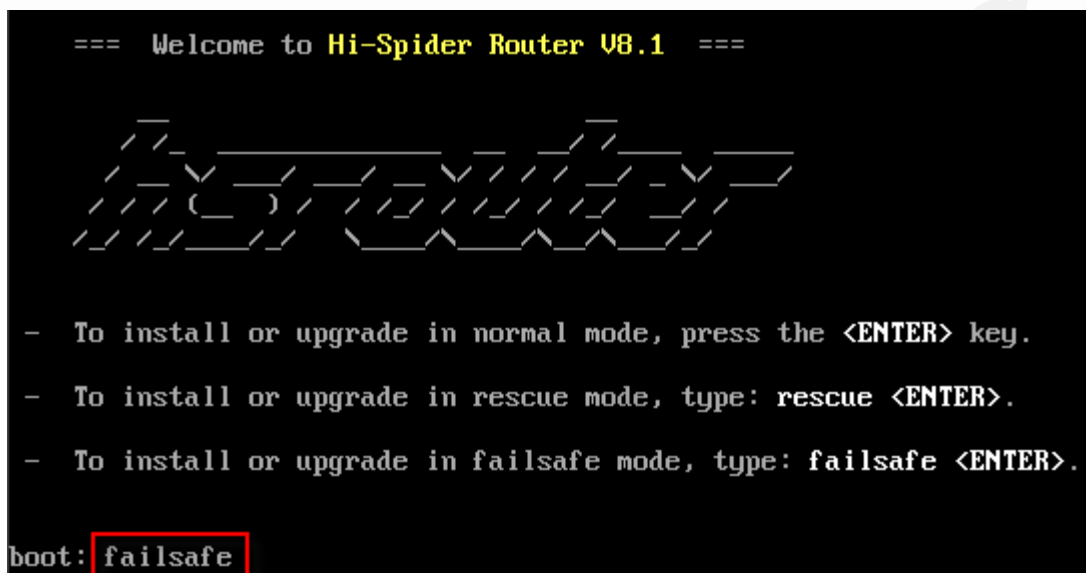 === Welcome to Hi-Spider Router V8.1 ===
hsrouter
- To install or upgrade in normal mode, press the <ENTER> key.
- To install or upgrade in rescue mode, type: rescue <ENTER>.
- To install or upgrade in failsafe mode, type: failsafe <ENTER>.
boot: failsafe